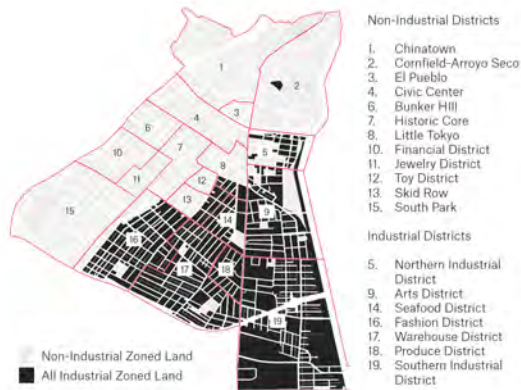 Non-Industrial Districts
1. Chinatown
2. Cornfield-Arroyo Seco
3. El Pueblo
4. Civic Center
6. Bunker HIll
7. Historic Core
8. Little Tokyo
10. Financial District
11. Jewelry District
12. Toy District
13. Skid Row
15. South Park
Industrial Districts
5. Northern Industrial
District
9. Arts District
14. Seafood District
16. Fashion District
17. Warehouse District
18. Produce District
19. Southern Industrial
District
1
2
3
4
6
5
7
10
8
11
12
13
9
15
14
16
17
18
19
Non-Industrial Zoned Land
All Industrial Zoned Land